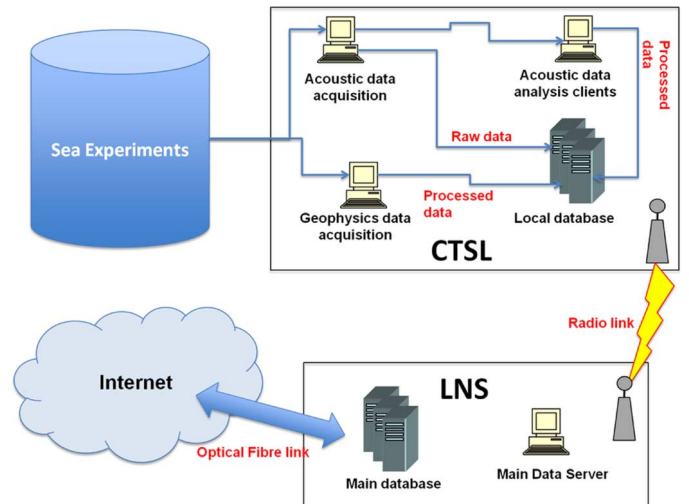 Sea Experiments
Acoustic data
acquisition
Acoustic data
analysis clients
Processed
data
Raw data
Geophysics data
acquisition
Processed
data
Local database
CTSL
Radio link
Internet
Optical Fibre link
LNS
Main database
Main Data Server